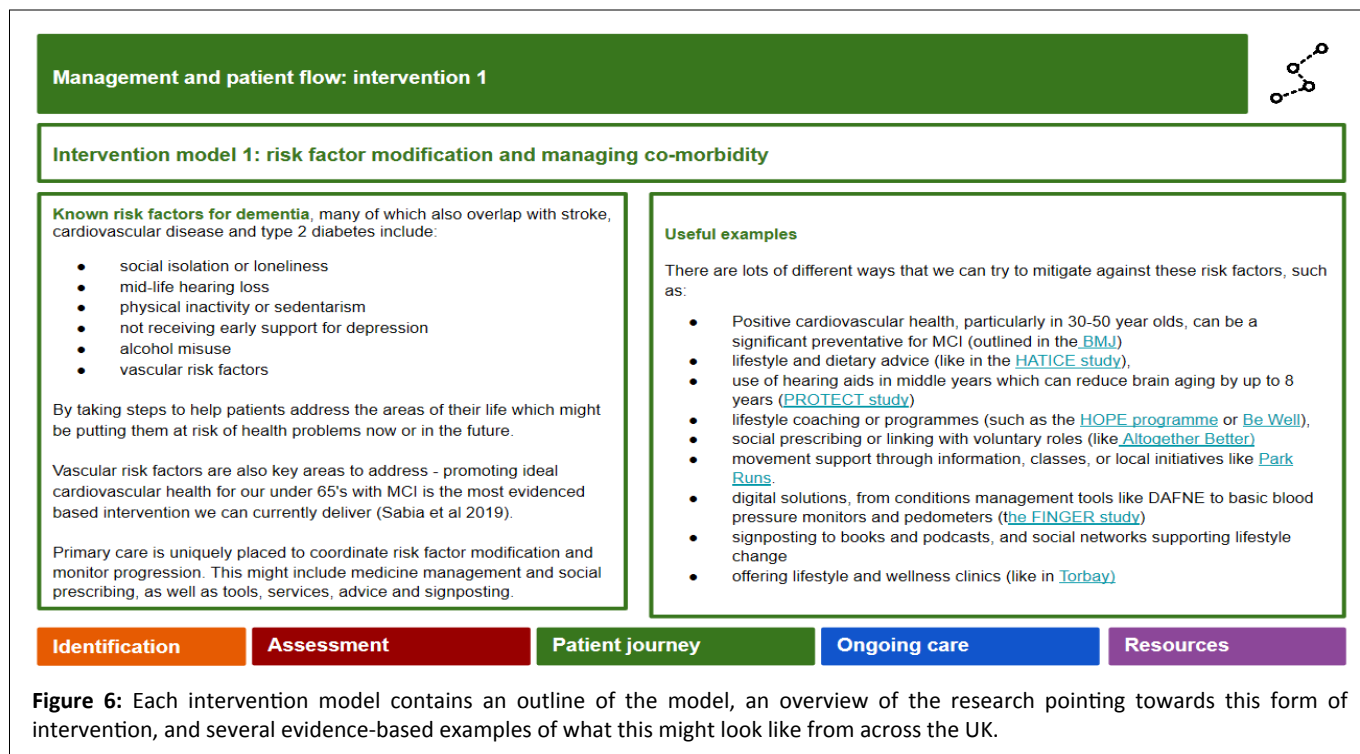 Management and patient flow: intervention 1
Intervention model 1: risk factor modification and managing co-morbidity
Known risk factors for dementia, many of which also overlap with stroke,
cardiovascular disease and type 2 diabetes include:
● social isolation or loneliness
● mid-life hearing loss
● physical inactivity or sedentarism
● not receiving early support for depression
● alcohol misuse
● vascular risk factors
By taking steps to help patients address the areas of their life which might
be putting them at risk of health problems now or in the future.
Vascular risk factors are also key areas to address - promoting ideal
cardiovascular health for our under 65's with MCI is the most evidenced
based intervention we can currently deliver (Sabia et al 2019).
Primary care is uniquely placed to coordinate risk factor modification and
monitor progression. This might include medicine management and social
prescribing, as well as tools, services, advice and signposting.
Useful examples
There are lots of different ways that we can try to mitigate against these risk factors, such
as:
● Positive cardiovascular health, particularly in 30-50 year olds, can be a
significant preventative for MCI (outlined in the BMJ)
● lifestyle and dietary advice (like in the HATICE study),
● use of hearing aids in middle years which can reduce brain aging by up to 8
years (PROTECT study)
● lifestyle coaching or programmes (such as the HOPE programme or Be Well),
● social prescribing or linking with voluntary roles (like Altogether Better)
● movement support through information, classes, or local initiatives like Park
Runs.
● digital solutions, from conditions management tools like DAFNE to basic blood
pressure monitors and pedometers (the FINGER study)
● signposting to books and podcasts, and social networks supporting lifestyle
change
● offering lifestyle and wellness clinics (like in Torbay)
Identification
Assessment
Patient journey
Ongoing care
Resources
Figure 6: Each intervention model contains an outline of the model, an overview of the research pointing towards this form of
intervention, and several evidence-based examples of what this might look like from across the UK.